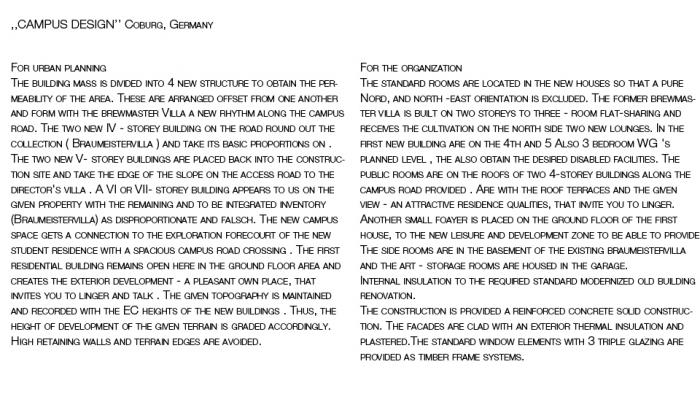 ,,CAMPUS DESIGN'' Coburg, Germany
For urban planning
The building mass is divided into 4 new structure to obtain the per-
meability of the area. These are arranged offset from one another
and form with the brewmaster Villa a new rhythm along the campus
road. The two new IV - storey building on the road round out the
collection ( Braumeistervilla ) and take its basic proportions on .
The two new V- storey buildings are placed back into the construc-
tion site and take the edge of the slope on the access road to the
director's villa . A VI or VII- storey building appears to us on the
given property with the remaining and to be integrated inventory
(Braumeistervilla) as disproportionate and falsch. The new campus
space gets a connection to the exploration forecourt of the new
student residence with a spacious campus road crossing . The first
residential building remains open here in the ground floor area and
creates the exterior development - a pleasant own place, that
invites you to linger and talk . The given topography is maintained
and recorded with the EC heights of the new buildings . Thus, the
height of development of the given terrain is graded accordingly.
High retaining walls and terrain edges are avoided.
For the organization
The standard rooms are located in the new houses so that a pure
Nord, and north -east orientation is excluded. The former brewmas-
ter villa is built on two storeys to three - room flat-sharing and
receives the cultivation on the north side two new lounges. In the
first new building are on the 4th and 5 Also 3 bedroom WG 's
planned level , the also obtain the desired disabled facilities. The
public rooms are on the roofs of two 4-storey buildings along the
campus road provided . Are with the roof terraces and the given
view - an attractive residence qualities, that invite you to linger.
Another small foayer is placed on the ground floor of the first
house, to the new leisure and development zone to be able to provide
The side rooms are in the basement of the existing braumeistervilla
and the art - storage rooms are housed in the garage.
Internal insulation to the required standard modernized old building
renovation.
The construction is provided a reinforced concrete solid construc-
tion. The facades are clad with an exterior thermal insulation and
plastered.The standard window elements with 3 triple glazing are
provided as timber frame systems.